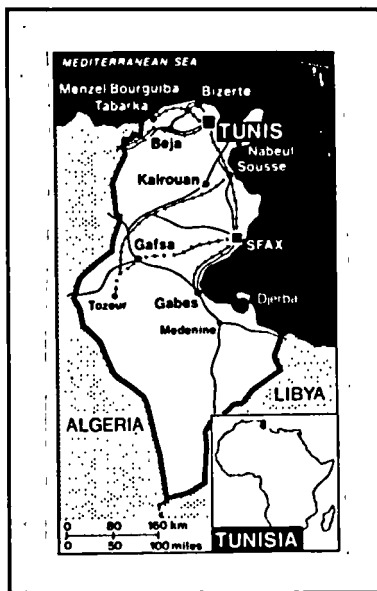 MEDITERRANEAN SEA
Menzel Bourguiba
Bizerte
Tabarka
TUNIS
Beja
Nabeul
Sousse
Kairouan
Gafsa
SFAX
Tozeur
Gabes
Djerba
Medenine
LIBYA
ALGERIA
0 80 160 km
0 50 100 miles
TUNISIA